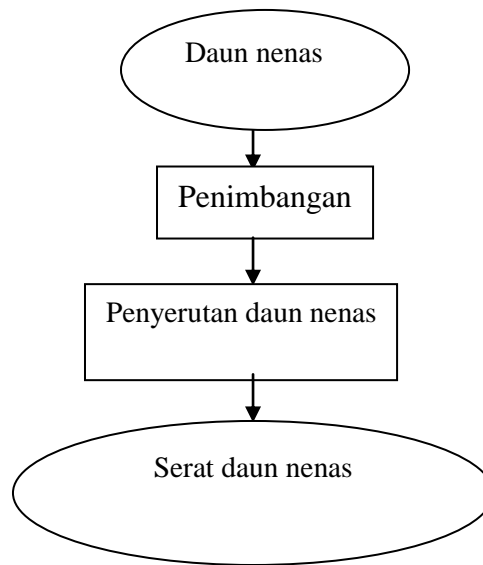 Daun nenas
Penimbangan
Penyerutan daun nenas
Serat daun nenas